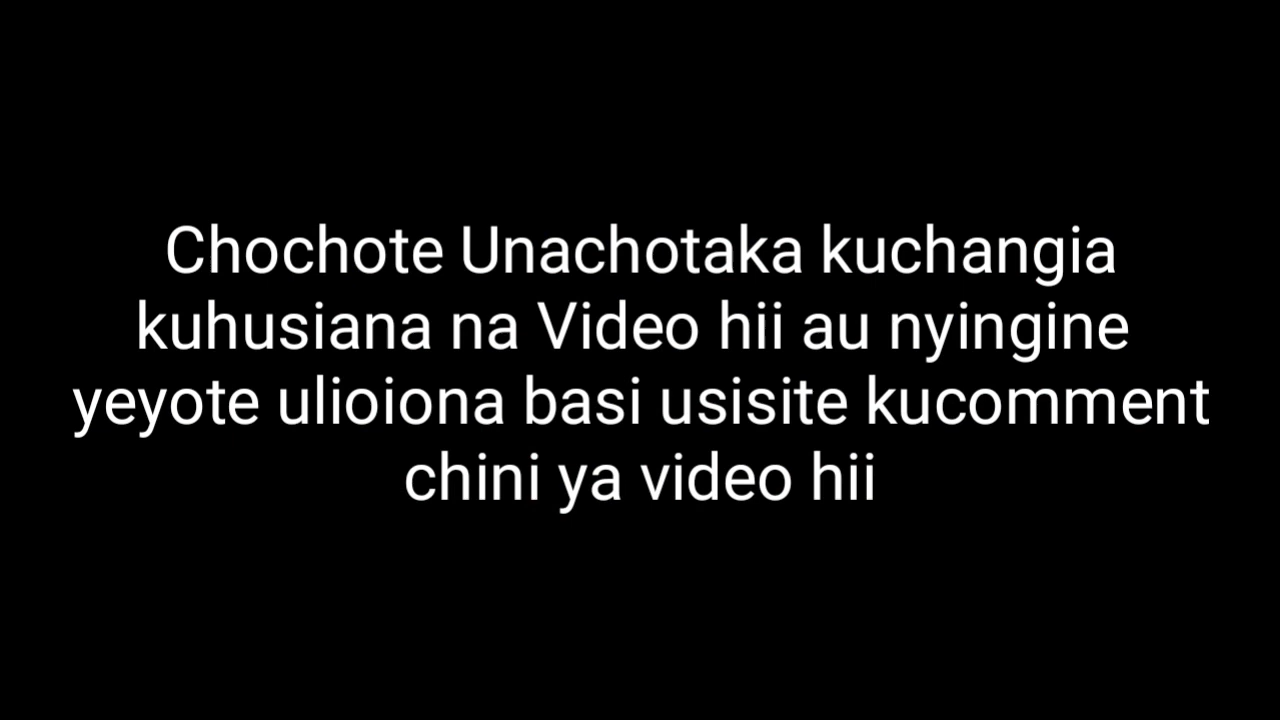 Chochote Unachotaka kuchangia
kuhusiana na Video hii au nyingine
yeyote ulioiona basi usisite kucomment
chini ya video hii